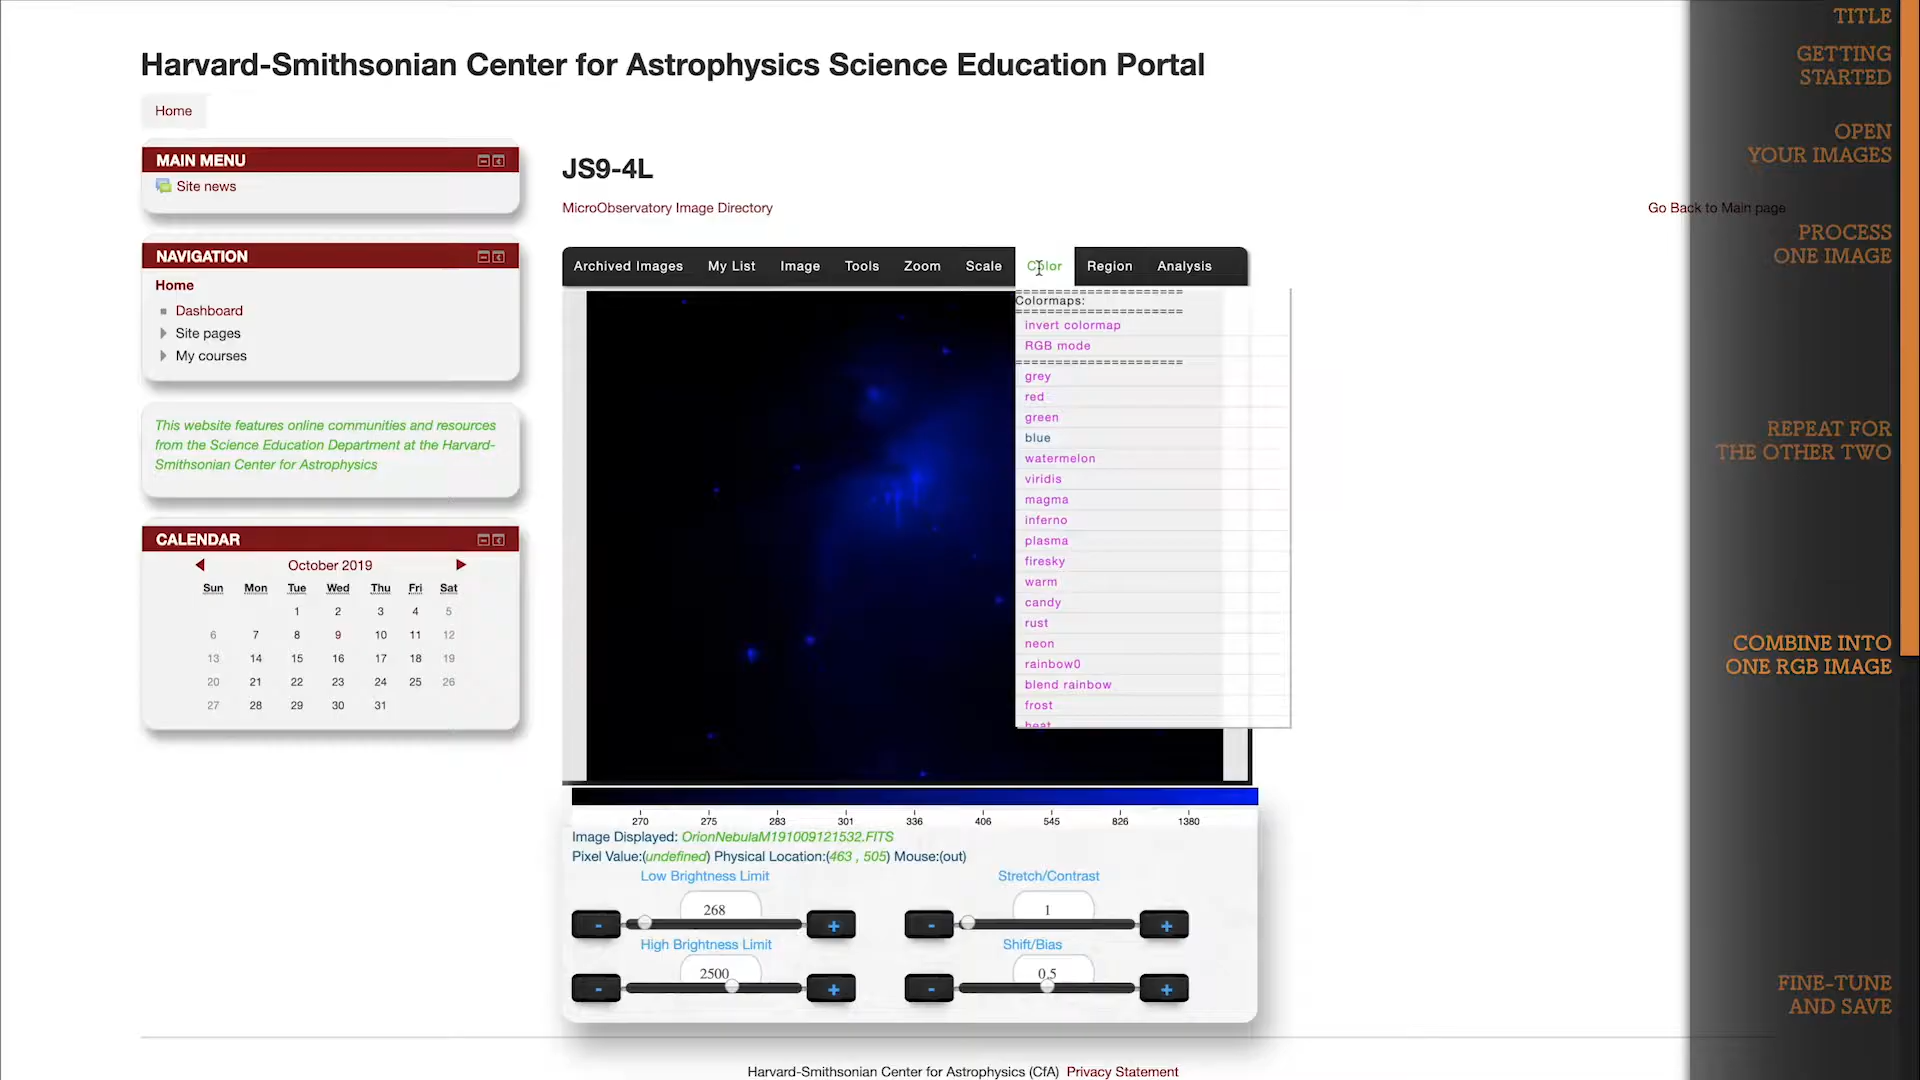 Harvard-Smithsonian Center for Astrophysics Science Education Portal
Home
MAIN MENU
Site news
NAVIGATION
Home
Dashboard
Site pages
My courses
This website features online communities and resources
from the Science Education Department at the Harvard-
Smithsonian Center for Astrophysics
CALENDAR
October 2019
Sun Mon Tue Wed Thu Fri Sat
1 2 3 4 5
6 7 8 9 10 11 12
13 14 15 16 17 18 19
20 21 22 23 24 25 26
27 28 29 30 31
JS9-4L
MicroObservatory Image Directory
Go Back to Main page
Archived Images My List Image Tools Zoom Scale Color Region Analysis
====================
Colormaps:
====================
invert colormap
RGB mode
====================
grey
red
green
blue
watermelon
viridis
magma
inferno
plasma
firesky
warm
candy
rust
neon
rainbow0
blend rainbow
frost
heat
270 275 283 301 336 406 545 826 1380
Image Displayed: OrionNebulaM191009121532.FITS
Pixel Value:(undefined) Physical Location:(463 , 505) Mouse:(out)
Low Brightness Limit
268
- +
High Brightness Limit
2500
- +
Stretch/Contrast
1
- +
Shift/Bias
0.5
- +
Harvard-Smithsonian Center for Astrophysics (CfA) Privacy Statement
TITLE
GETTING
STARTED
OPEN
YOUR IMAGES
PROCESS
ONE IMAGE
REPEAT FOR
THE OTHER TWO
COMBINE INTO
ONE RGB IMAGE
FINE-TUNE
AND SAVE